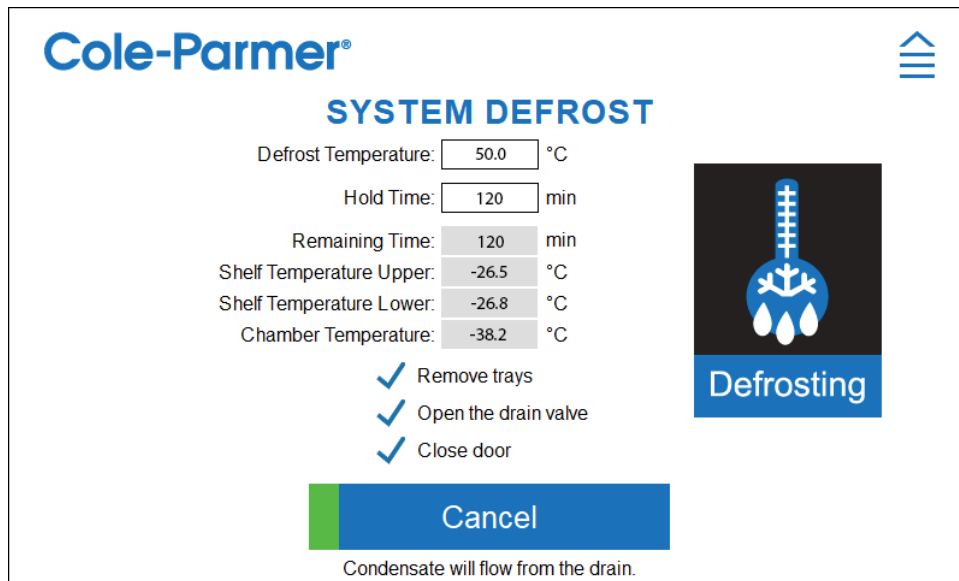 Cole-Parmer®
SYSTEM DEFROST
Defrost Temperature: 50.0 °C
Hold Time: 120 min
Remaining Time: 120 min
Shelf Temperature Upper: -26.5 °C
Shelf Temperature Lower: -26.8 °C
Chamber Temperature: -38.2 °C
Remove trays
Open the drain valve
Close door
Defrosting
Cancel
Condensate will flow from the drain.